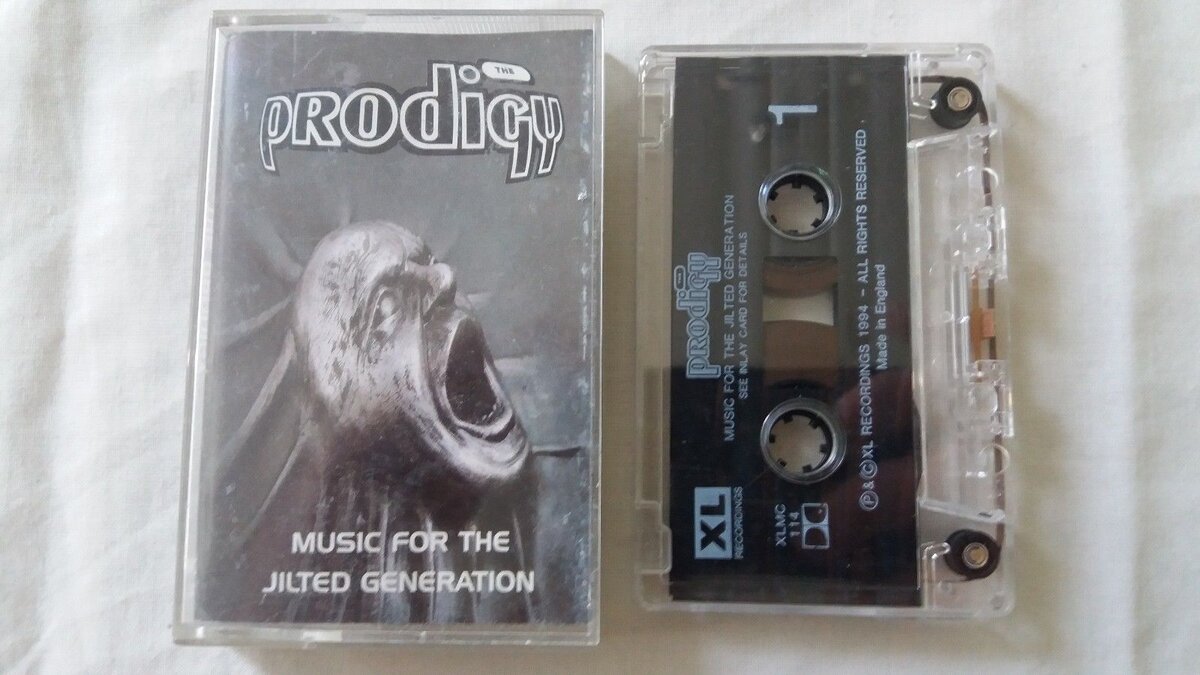 THE
PRODIGY
MUSIC FOR THE
JILTED GENERATION
1
THE
PRODIGY
MUSIC FOR THE JILTED GENERATION
SEE INLAY CARD FOR DETAILS
XL
RECORDINGS
XLMC
114
Ⓟ & ©XL RECORDINGS 1994 - ALL RIGHTS RESERVED.
Made in England